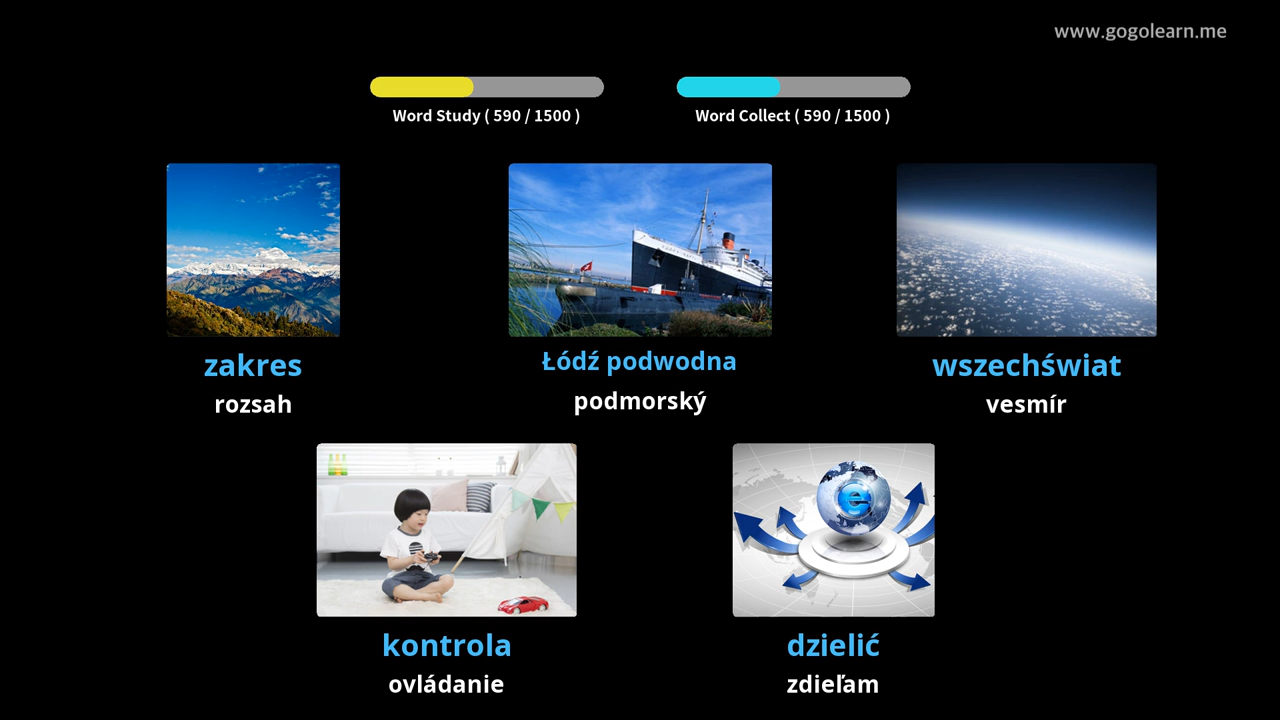 www.gogolearn.me
Word Study ( 590 / 1500 )
Word Collect ( 590 / 1500 )
zakres
rozsah
Łódź podwodna
podmorský
wszechświat
vesmír
kontrola
ovládanie
dzielić
zdieľam